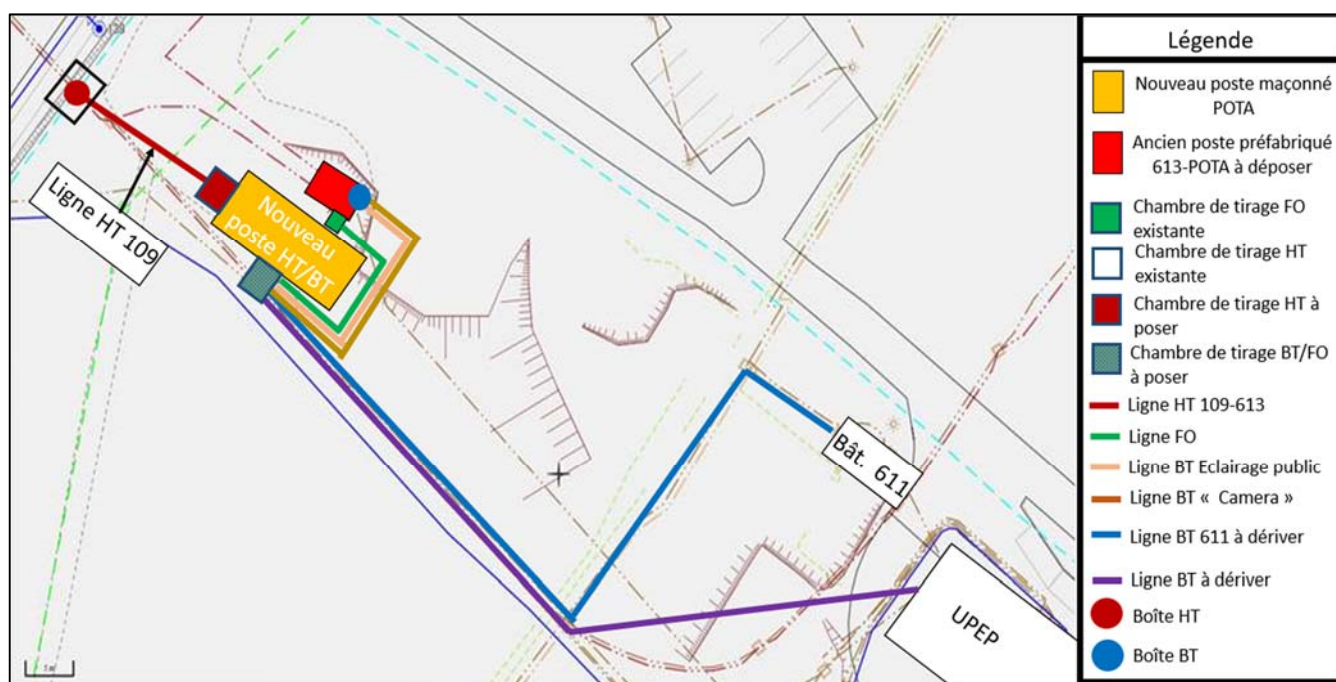 Ligne HT 109
Nouveau
poste HT/BT
Bât. 611
UPEP
Légende
Nouveau poste maçonné
POTA
Ancien poste préfabriqué
613-POTA à déposer
Chambre de tirage FO
existante
Chambre de tirage HT
existante
Chambre de tirage HT à
poser
Chambre de tirage BT/FO
à poser
Ligne HT 109-613
Ligne FO
Ligne BT Eclairage public
Ligne BT « Camera »
Ligne BT 611 à dériver
Ligne BT à dériver
Boîte HT
Boîte BT